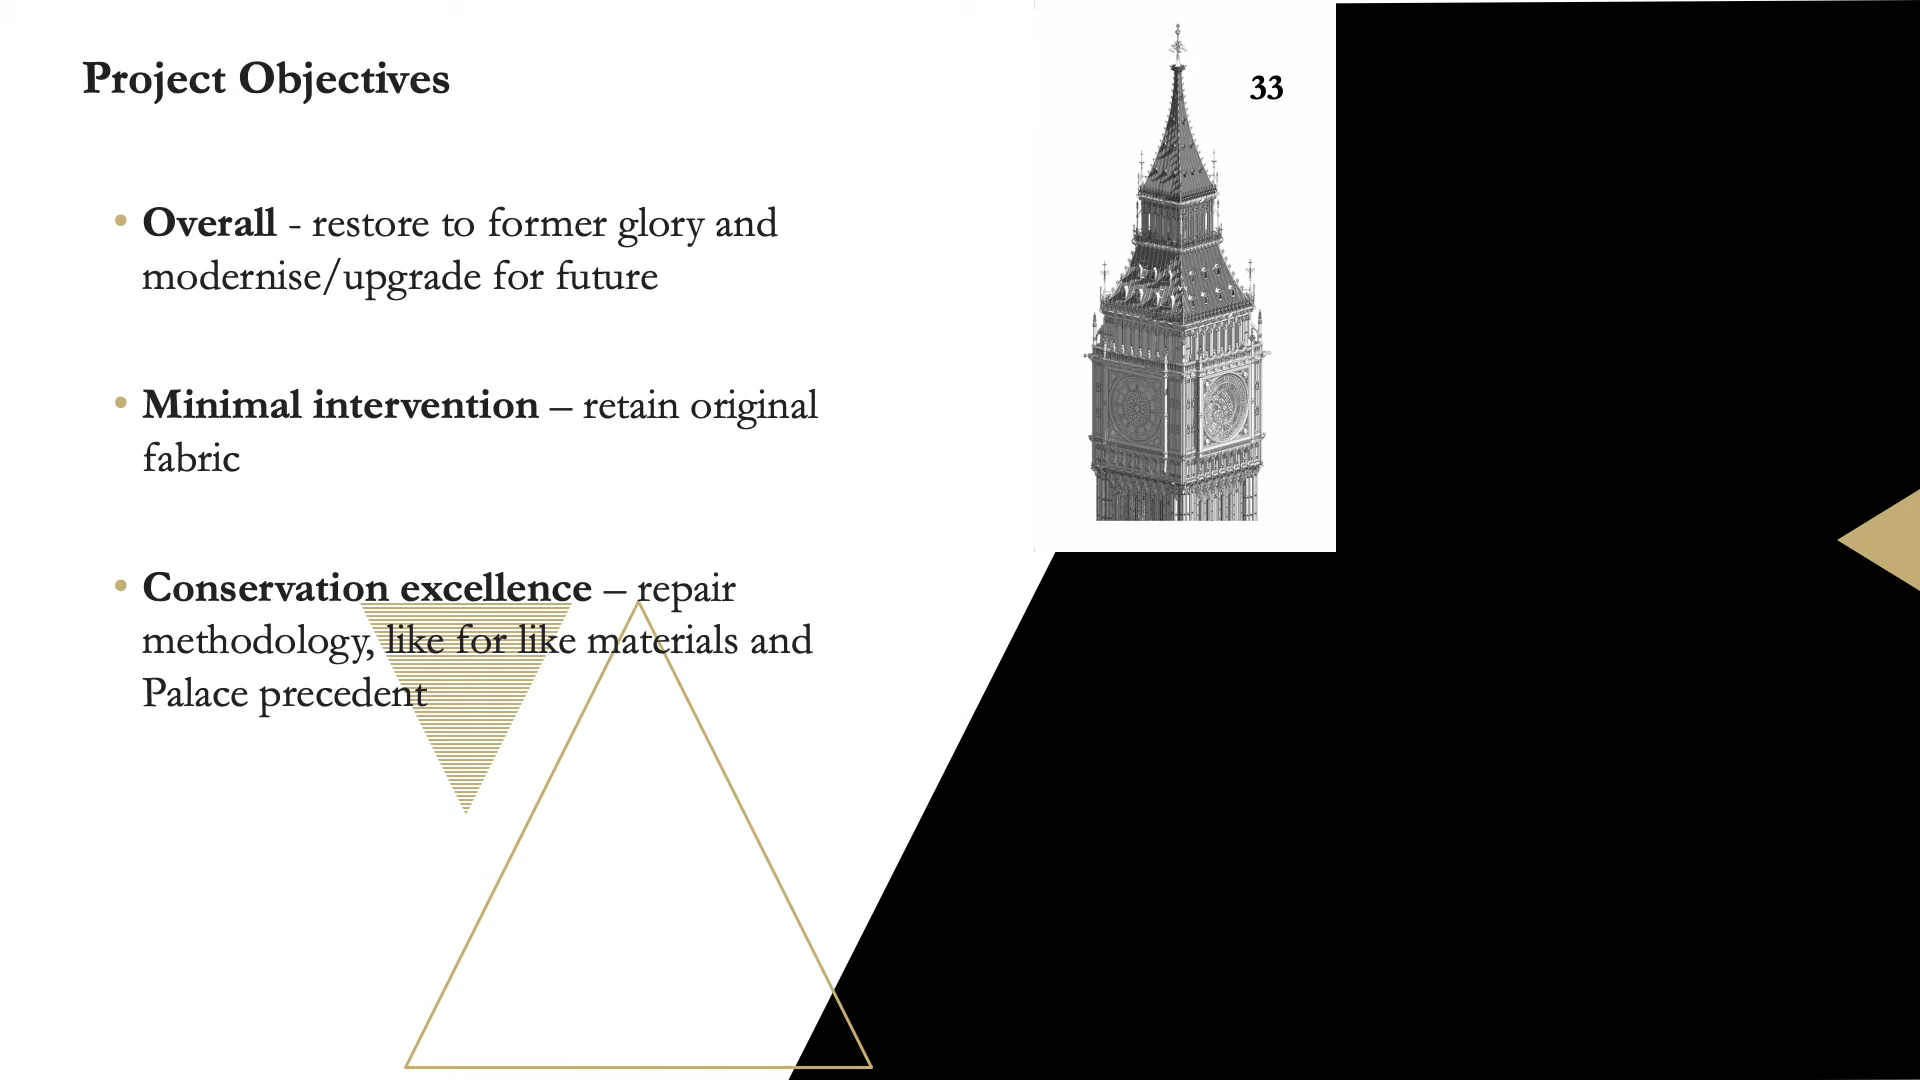 Project Objectives
33
• Overall - restore to former glory and
modernise/upgrade for future
• Minimal intervention – retain original
fabric
• Conservation excellence – repair
methodology, like for like materials and
Palace precedent